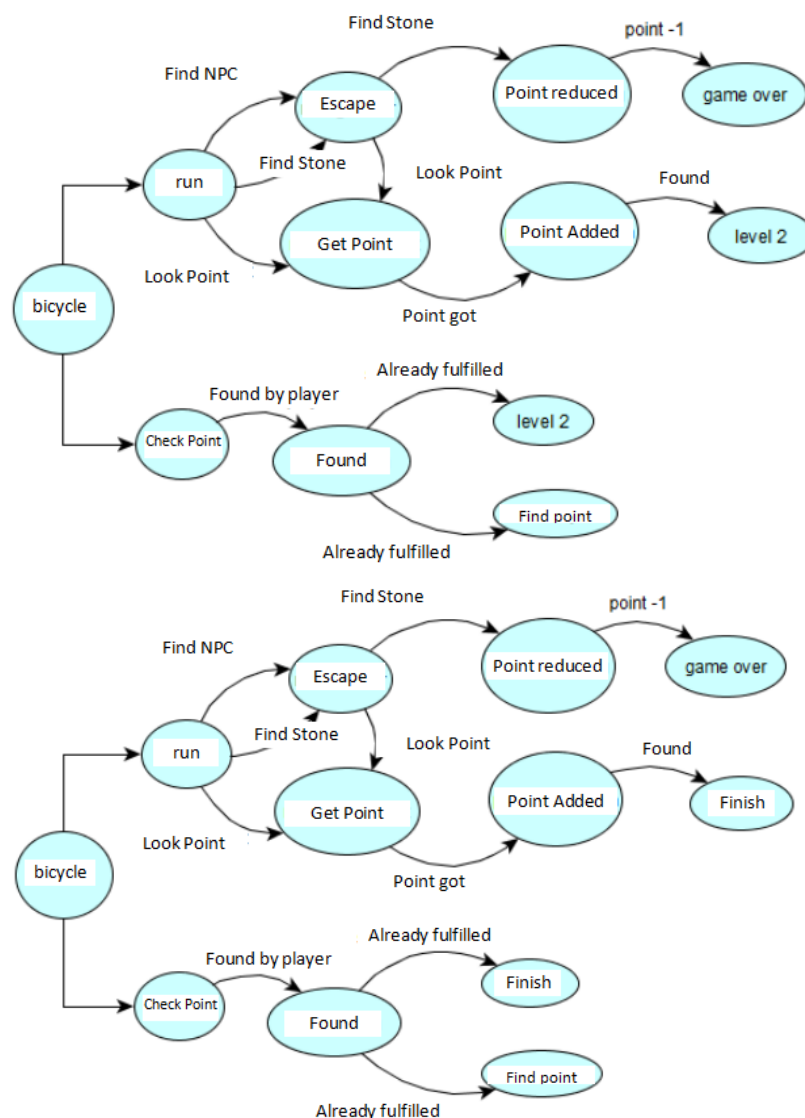 Find Stone
point -1
Find NPC
Escape
Point reduced
game over
Find Stone
run
Look Point
Found
Get Point
Point Added
level 2
Look Point
bicycle
Point got
Already fulfilled
Found by player
level 2
Check Point
Found
Find point
Already fulfilled
Find Stone
point -1
Find NPC
Escape
Point reduced
game over
Find Stone
run
Look Point
Found
Get Point
Point Added
Finish
Look Point
bicycle
Point got
Already fulfilled
Found by player
Finish
Check Point
Found
Find point
Already fulfilled